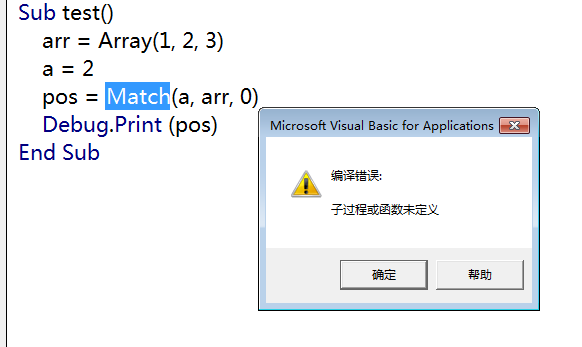 Sub test()
arr = Array(1, 2, 3)
a = 2
pos = Match(a, arr, 0)
Debug.Print (pos)
End Sub
Microsoft Visual Basic for Applications
编译错误:
子过程或函数未定义
确定
帮助